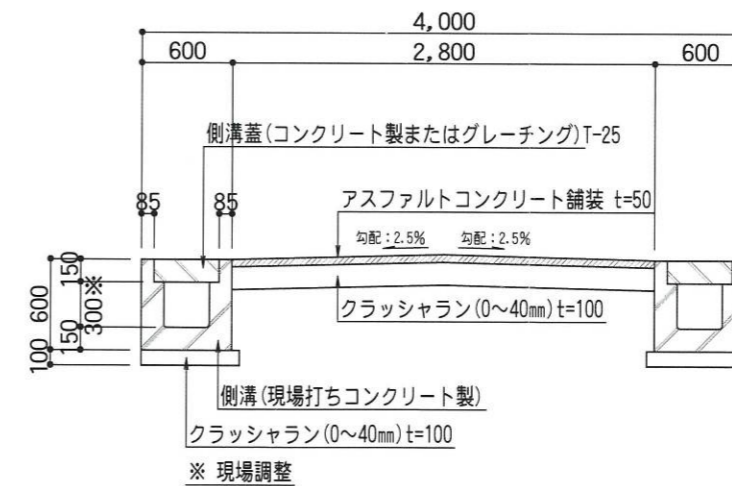 4,000
600
2,800
600
側溝蓋(コンクリート製またはグレーチング)T-25
85
85
アスファルトコンクリート舗装 t=50
勾配：2.5%
勾配：2.5%
150
600
300※
クラッシャラン(0～40㎜)t=100
150
100
側溝(現場打ちコンクリート製)
クラッシャラン(0～40㎜)t=100
※ 現場調整